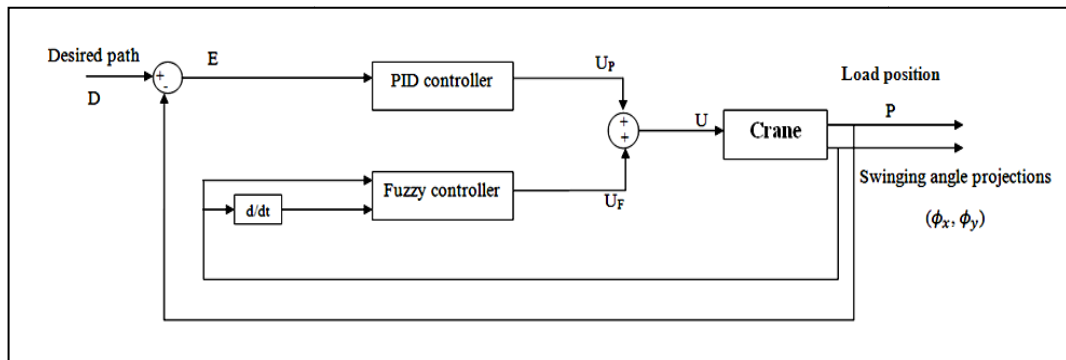 Desired path
D
+
-
E
PID controller
U_P
+
+
U
Crane
Load position
P
Swinging angle projections
(ϕ_x, ϕ_y)
Fuzzy controller
U_F
d/dt